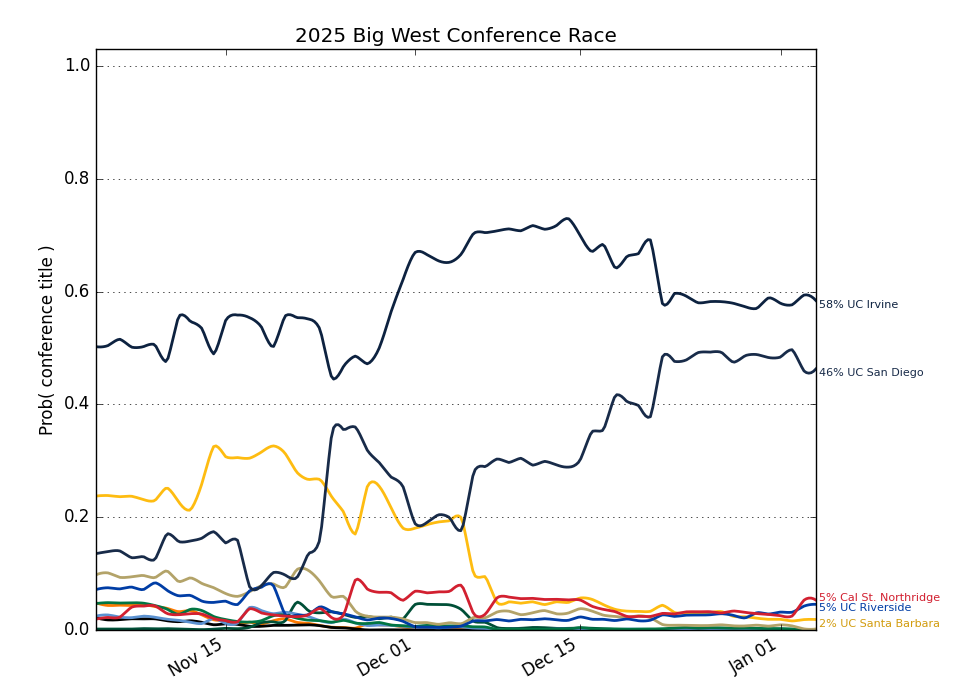 2025 Big West Conference Race
Prob( conference title )
1.0
0.8
0.6
0.4
0.2
0.0
58% UC Irvine
46% UC San Diego
5% Cal St. Northridge
5% UC Riverside
2% UC Santa Barbara
Nov 15
Dec 01
Dec 15
Jan 01